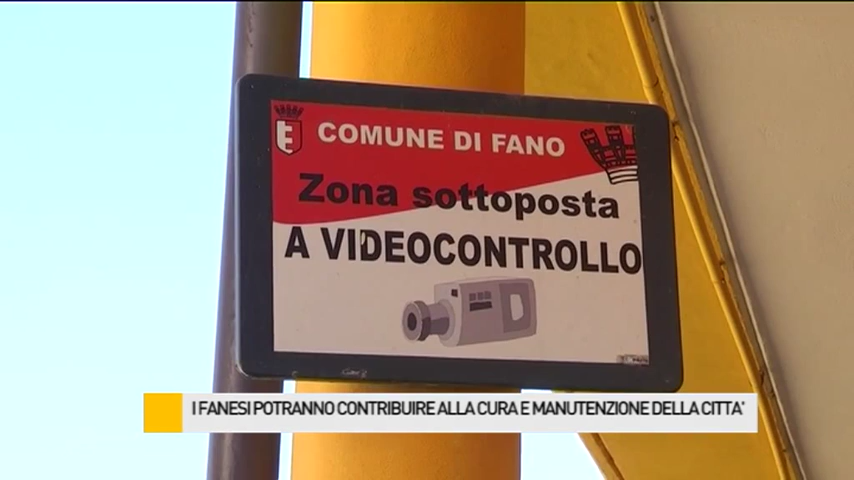 COMUNE DI FANO
Zona sottoposta
A VIDEOCONTROLLO
I FANESI POTRANNO CONTRIBUIRE ALLA CURA E MANUTENZIONE DELLA CITTA'